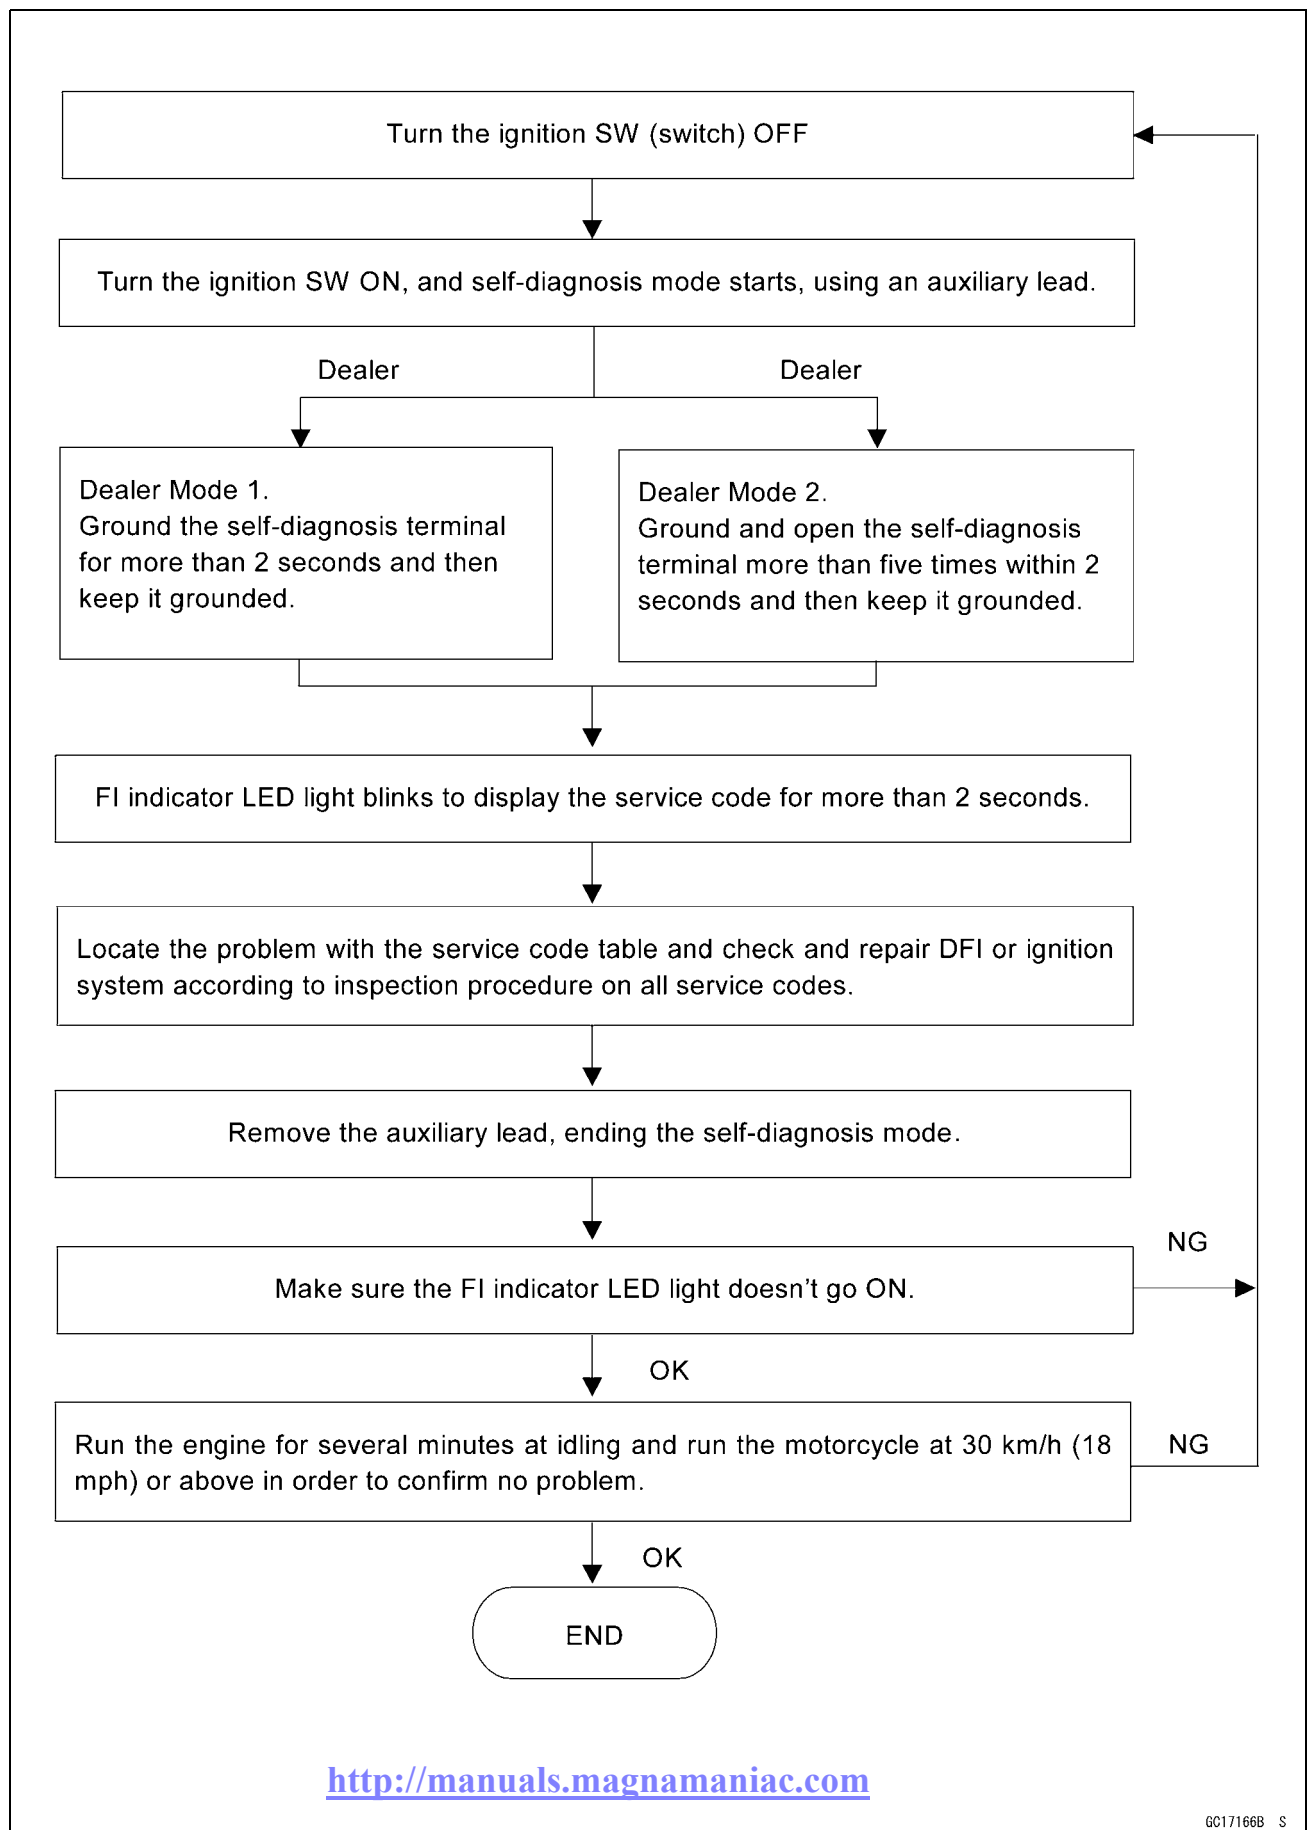 Turn the ignition SW (switch) OFF
Turn the ignition SW ON, and self-diagnosis mode starts, using an auxiliary lead.
Dealer
Dealer
Dealer Mode 1.
Ground the self-diagnosis terminal
for more than 2 seconds and then
keep it grounded.
Dealer Mode 2.
Ground and open the self-diagnosis
terminal more than five times within 2
seconds and then keep it grounded.
FI indicator LED light blinks to display the service code for more than 2 seconds.
Locate the problem with the service code table and check and repair DFI or ignition
system according to inspection procedure on all service codes.
Remove the auxiliary lead, ending the self-diagnosis mode.
NG
Make sure the FI indicator LED light doesn't go ON.
OK
Run the engine for several minutes at idling and run the motorcycle at 30 km/h (18
mph) or above in order to confirm no problem.
NG
OK
END
http://manuals.magnamaniac.com
GC17166B S